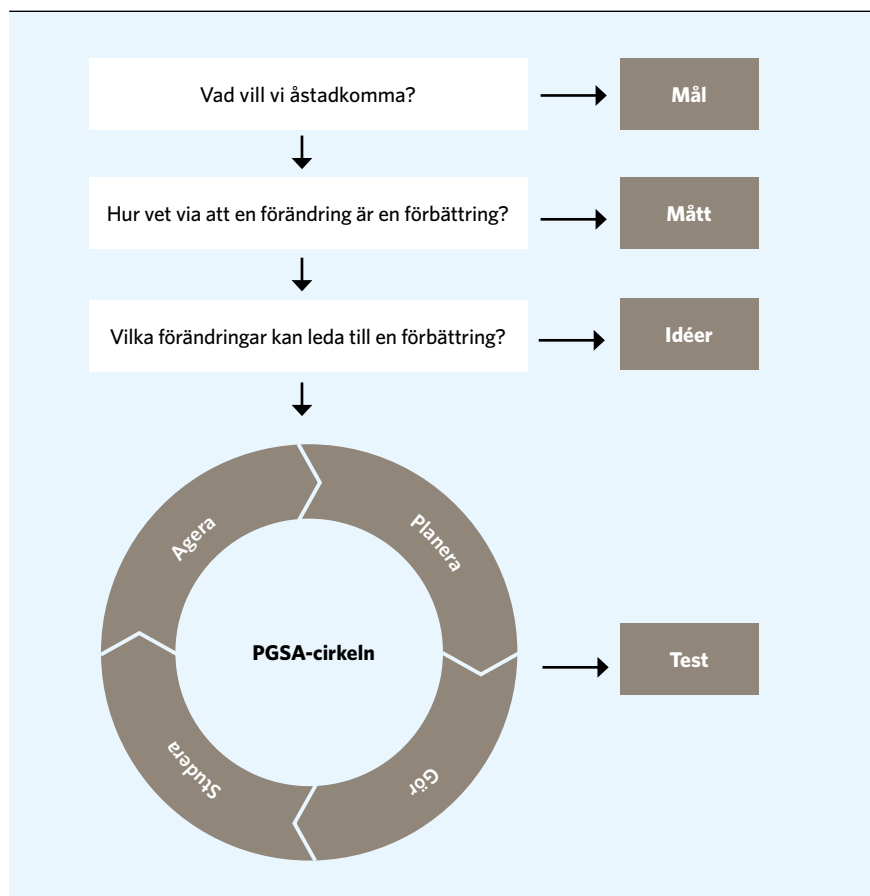 Vad vill vi åstadkomma?
Mål
Hur vet via att en förändring är en förbättring?
Mått
Vilka förändringar kan leda till en förbättring?
Idéer
Agera
Planera
PGSA-cirkeln
Test
Studera
Gör